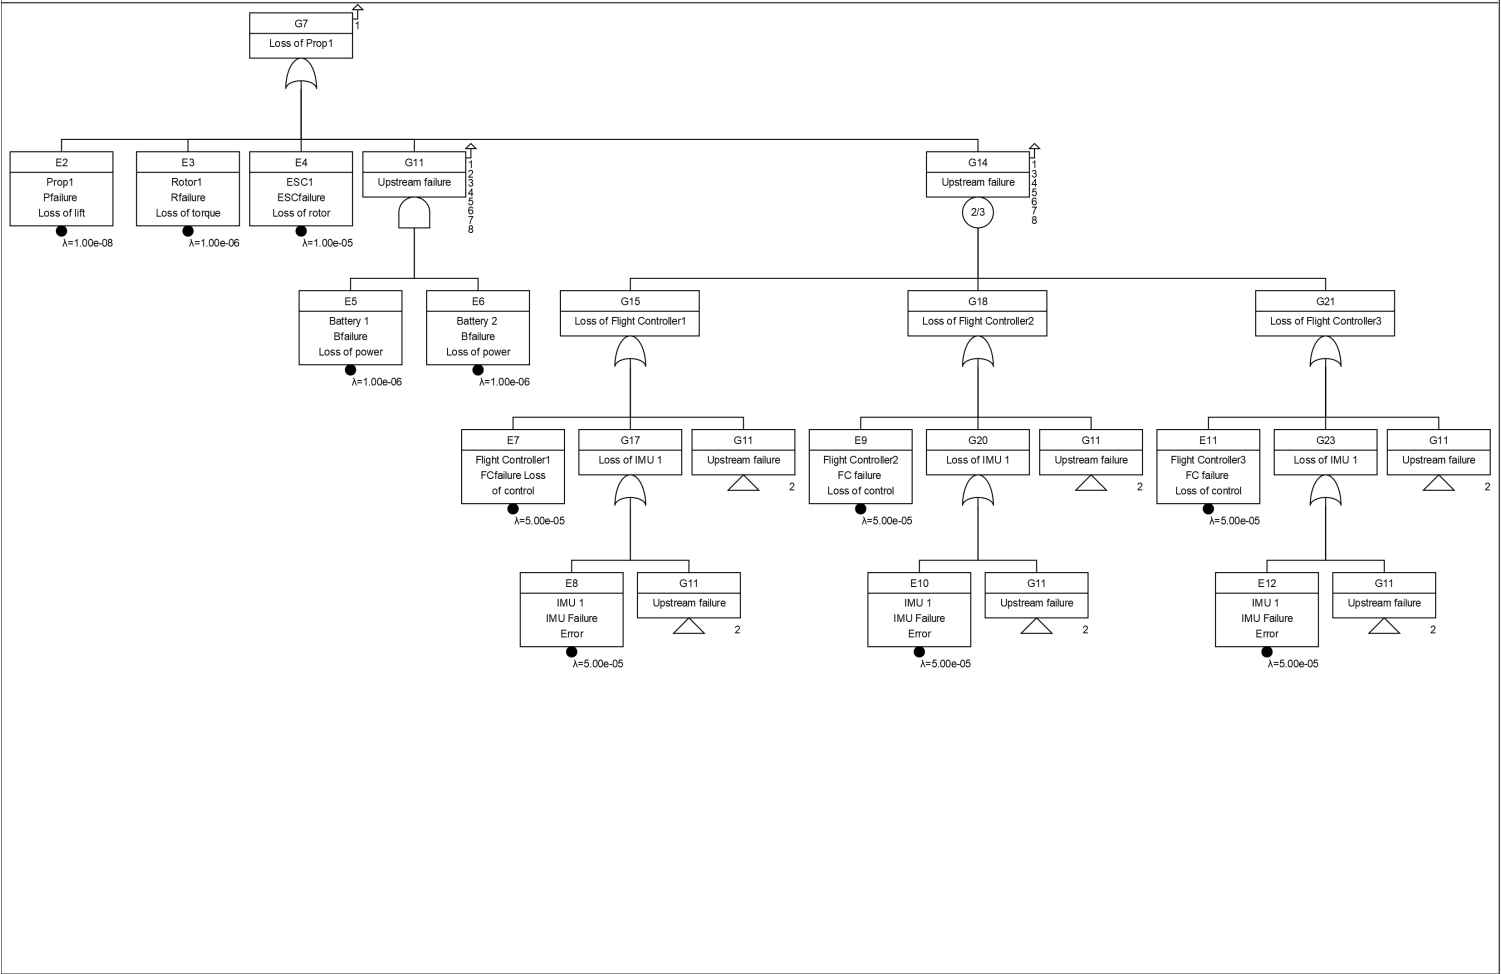 G7
1
Loss of Prop1
E2
Prop1
Pfailure
Loss of lift
λ=1.00e-08
E3
Rotor1
Rfailure
Loss of torque
λ=1.00e-06
E4
ESC1
ESCfailure
Loss of rotor
λ=1.00e-05
G11
Upstream failure
1
2
3
4
5
6
7
8
G14
Upstream failure
1
3
4
5
6
7
8
2/3
E5
Battery 1
Bfailure
Loss of power
λ=1.00e-06
E6
Battery 2
Bfailure
Loss of power
λ=1.00e-06
G15
Loss of Flight Controller1
G18
Loss of Flight Controller2
G21
Loss of Flight Controller3
E7
Flight Controller1
FCfailure Loss
of control
λ=5.00e-05
G17
Loss of IMU 1
G11
Upstream failure
2
E9
Flight Controller2
FC failure
Loss of control
λ=5.00e-05
G20
Loss of IMU 1
G11
Upstream failure
2
E11
Flight Controller3
FC failure
Loss of control
λ=5.00e-05
G23
Loss of IMU 1
G11
Upstream failure
2
E8
IMU 1
IMU Failure
Error
λ=5.00e-05
G11
Upstream failure
2
E10
IMU 1
IMU Failure
Error
λ=5.00e-05
G11
Upstream failure
2
E12
IMU 1
IMU Failure
Error
λ=5.00e-05
G11
Upstream failure
2